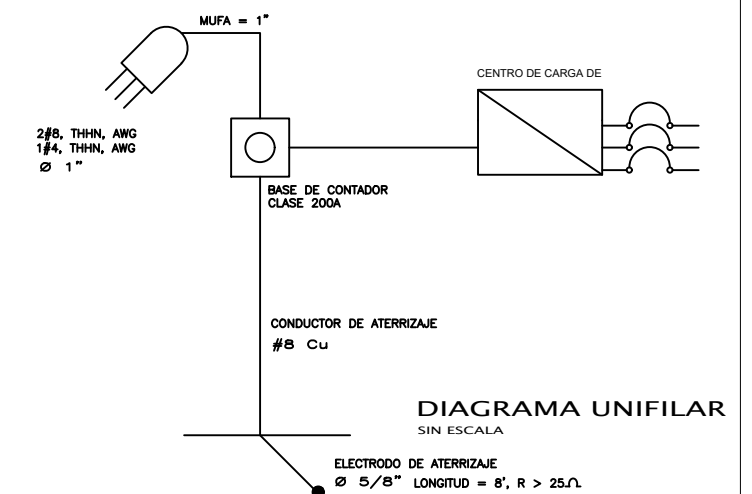 MUFA = 1"
CENTRO DE CARGA DE
2#8, THHN, AWG
1#4, THHN, AWG
Ø 1"
BASE DE CONTADOR
CLASE 200A
CONDUCTOR DE ATERRIZAJE
#8 Cu
DIAGRAMA UNIFILAR
SIN ESCALA
ELECTRODO DE ATERRIZAJE
Ø 5/8" LONGITUD = 8', R > 25Ω